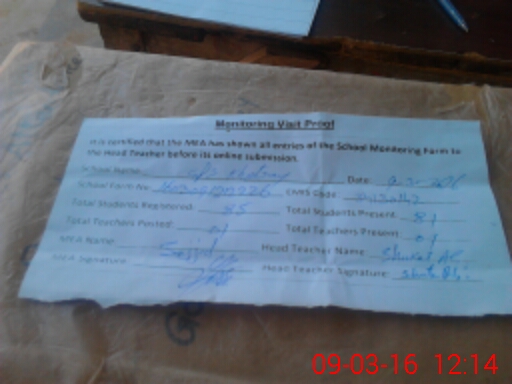 Monitoring Visit Proof
It is certified that the MEA has shown all entries of the School Monitoring Form to
the Head Teacher before its online submission.
School Name: Date:
School Form No: EMIS Code:
Total Students Registered: 85 Total Students Present: 81
Total Teachers Posted: 01 Total Teachers Present: 01
MEA Name: Sajjid Head Teacher Name:
MEA Signature: Head Teacher Signature:
09-03-16 12:14